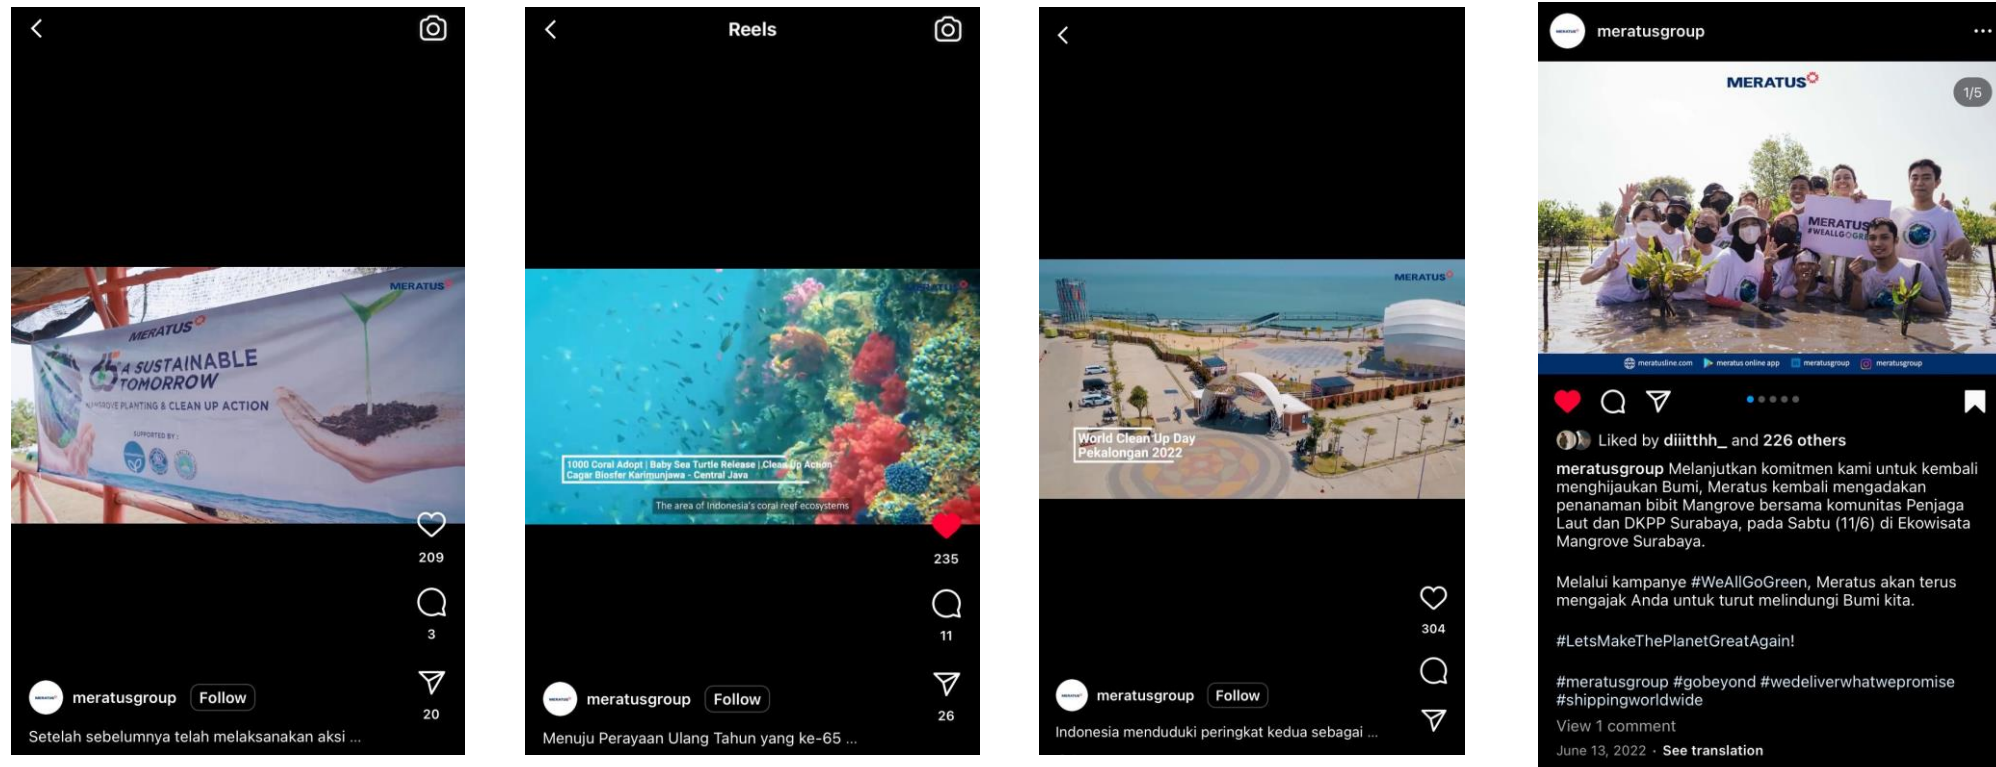 MERATUS
MERATUS
65 A SUSTAINABLE
TOMORROW
MANGROVE PLANTING & CLEAN UP ACTION
SUPPORTED BY :
209
3
20
meratusgroup Follow
Setelah sebelumnya telah melaksanakan aksi ...
Reels
MERATUS
1000 Coral Adopt | Baby Sea Turtle Release | Clean Up Action
Cagar Biosfer Karimunjawa - Central Java
The area of Indonesia's coral reef ecosystems
235
11
26
meratusgroup Follow
Menuju Perayaan Ulang Tahun yang ke-65 ...
MERATUS
World Clean Up Day
Pekalongan 2022
304
meratusgroup Follow
Indonesia menduduki peringkat kedua sebagai ...
meratusgroup
MERATUS
1/5
MERATUS
#WEALLGOGRE
meratusline.com meratus online app meratusgroup meratusgroup
Liked by diiitthh_ and 226 others
meratusgroup Melanjutkan komitmen kami untuk kembali
menghijaukan Bumi, Meratus kembali mengadakan
penanaman bibit Mangrove bersama komunitas Penjaga
Laut dan DKPP Surabaya, pada Sabtu (11/6) di Ekowisata
Mangrove Surabaya.
Melalui kampanye #WeAllGoGreen, Meratus akan terus
mengajak Anda untuk turut melindungi Bumi kita.
#LetsMakeThePlanetGreatAgain!
#meratusgroup #gobeyond #wedeliverwhatwepromise
#shippingworldwide
View 1 comment
June 13, 2022 · See translation